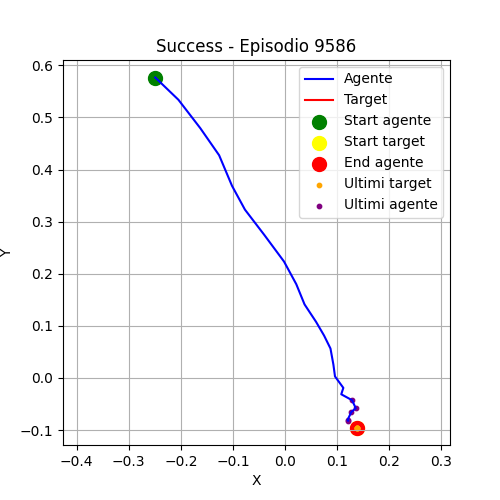 Success - Episodio 9586
Agente
Target
Start agente
Start target
End agente
Ultimi target
Ultimi agente
0.6
0.5
0.4
0.3
0.2
0.1
0.0
−0.1
Y
−0.4
−0.3
−0.2
−0.1
0.0
0.1
0.2
0.3
X